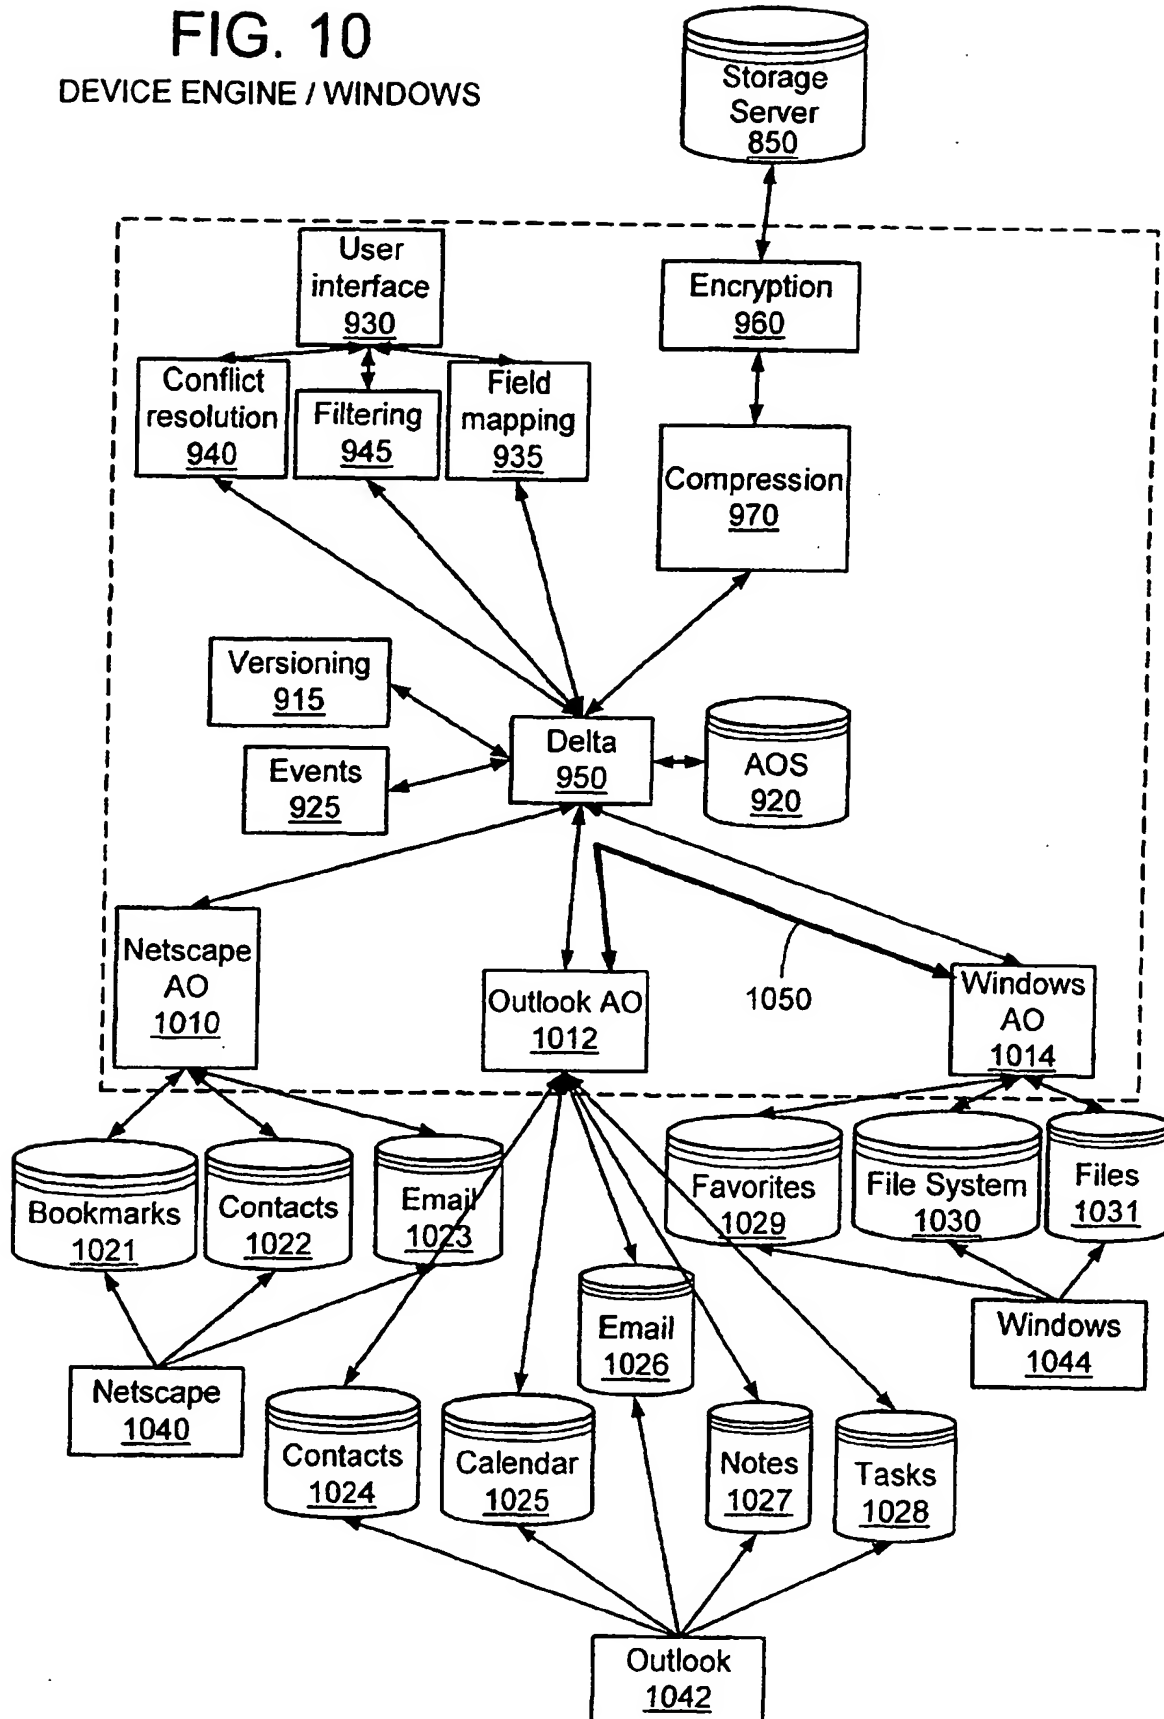 FIG. 10
DEVICE ENGINE / WINDOWS
Storage
Server
850
User
interface
930
Encryption
960
Conflict
resolution
940
Filtering
945
Field
mapping
935
Compression
970
Versioning
915
Events
925
Delta
950
AOS
920
Netscape
AO
1010
Outlook AO
1012
1050
Windows
AO
1014
Bookmarks
1021
Contacts
1022
Email
1023
Favorites
1029
File System
1030
Files
1031
Netscape
1040
Contacts
1024
Calendar
1025
Email
1026
Notes
1027
Tasks
1028
Windows
1044
Outlook
1042